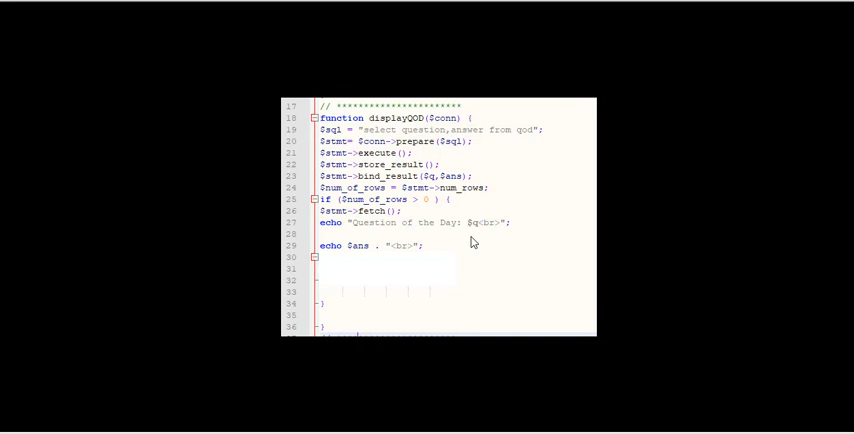 17 // ***********************
18 function displayQOD($conn) {
19 $sql = "select question,answer from qod";
20 $stmt= $conn->prepare($sql);
21 $stmt->execute();
22 $stmt->store_result();
23 $stmt->bind_result($q,$ans);
24 $num_of_rows = $stmt->num_rows;
25 if ($num_of_rows > 0 ) {
26 $stmt->fetch();
27 echo "Question of the Day: $q<br>";
28
29 echo $ans . "<br>";
30
31
32
33
34 }
35
36 }